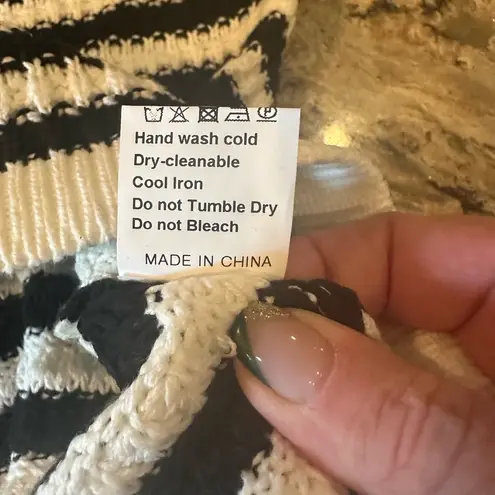 Hand wash cold
Dry-cleanable
Cool Iron
Do not Tumble Dry
Do not Bleach
MADE IN CHINA